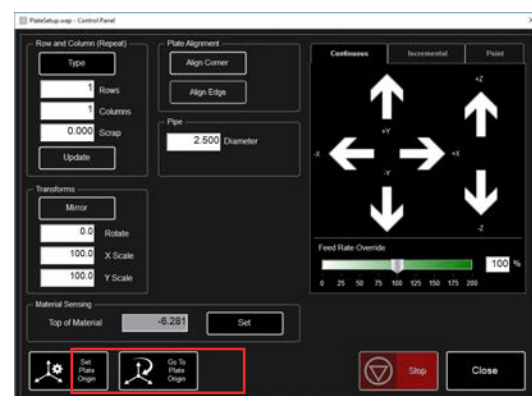 PlateSetup.wap - Control Panel
Row and Column (Repeat)
Type
1 Rows
1 Columns
0.000 Scrap
Update
Transforms
Mirror
0.0 Rotate
100.0 X Scale
100.0 Y Scale
Plate Alignment
Align Corner
Align Edge
Pipe
2.500 Diameter
Continuous Incremental Point
+Z
+Y
-X +X
-Y
-Z
Feed Rate Override
100 %
0 25 50 75 100 125 150 175 200
Material Sensing
Top of Material -6.281 Set
Set
Plate
Origin
Go To
Plate
Origin
Stop
Close